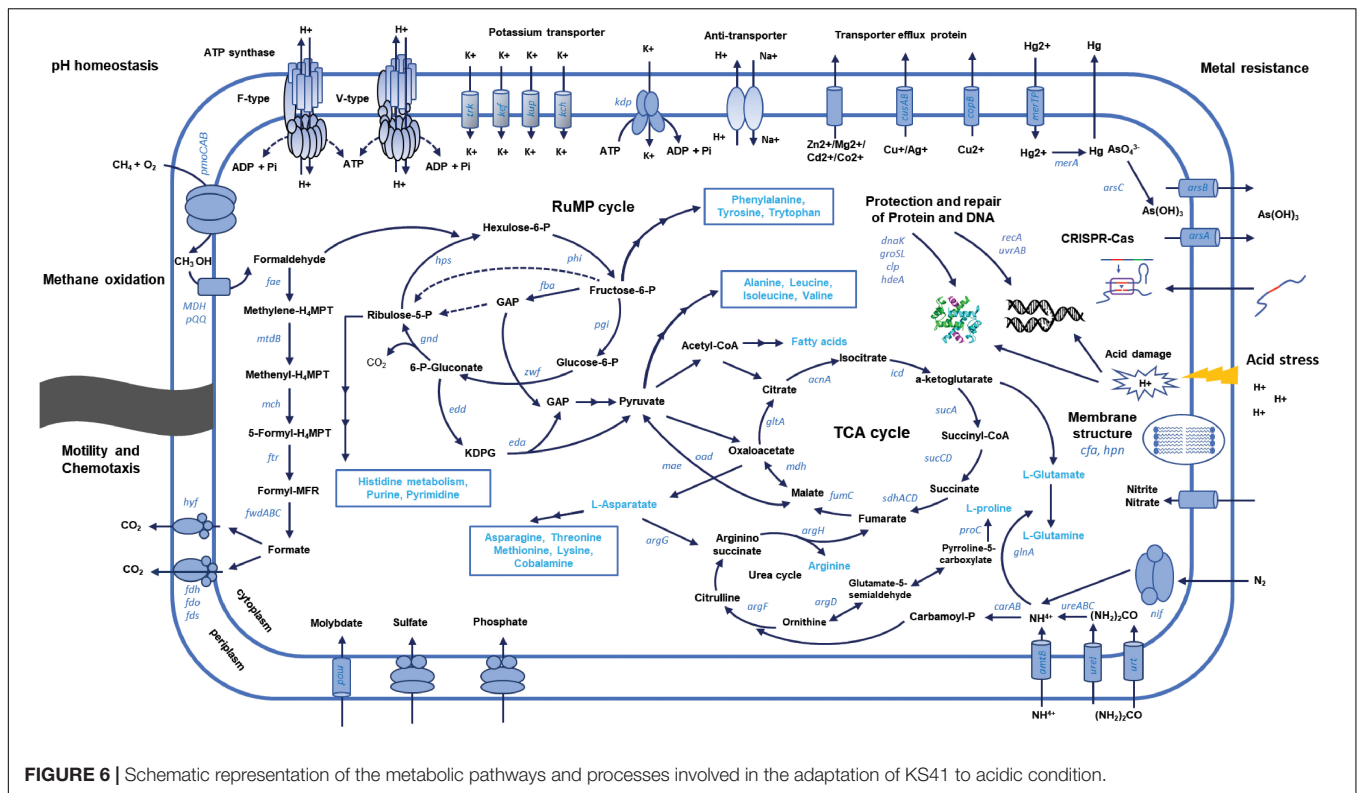 pH homeostasis
ATP synthase
H+
H+
F-type
V-type
ADP + Pi
ATP
ADP + Pi
H+
H+
Potassium transporter
K+
K+
K+
K+
trk
kef
kup
kch
K+
K+
K+
K+
K+
kdp
ATP
ADP + Pi
K+
Anti-transporter
H+
Na+
H+
Na+
Transporter efflux protein
Zn2+/Mg2+/
Cd2+/Co2+
cusAB
Cu+/Ag+
copB
Cu2+
Hg2+
merTP
Hg2+
merA
Hg
Hg
Metal resistance
AsO₄³⁻
arsC
As(OH)₃
arsB
arsA
As(OH)₃
CH₄ + O₂
pmoCAB
CH₃ OH
Methane oxidation
MDH
pQQ
Formaldehyde
fae
Methylene-H₄MPT
mtdB
Methenyl-H₄MPT
mch
5-Formyl-H₄MPT
ftr
Formyl-MFR
fwdABC
Formate
RuMP cycle
Hexulose-6-P
hps
phi
Fructose-6-P
fba
GAP
Ribulose-5-P
pgi
gnd
CO₂
6-P-Gluconate
Glucose-6-P
zwf
edd
GAP
eda
KDPG
Pyruvate
Phenylalanine,
Tyrosine, Trytophan
Alanine, Leucine,
Isoleucine, Valine
Histidine metabolism,
Purine, Pyrimidine
Protection and repair
of Protein and DNA
dnaK
groSL
clp
hdeA
recA
uvrAB
CRISPR-Cas
Acid damage
H+
Acid stress
H+
H+
H+
Acetyl-CoA
Fatty acids
Citrate
acnA
Isocitrate
icd
a-ketoglutarate
gltA
sucA
TCA cycle
Succinyl-CoA
sucCD
Oxaloacetate
mdh
Malate
mae
oad
fumC
Fumarate
sdhACD
Succinate
Membrane
structure
cfa, hpn
L-Asparatate
Asparagine, Threonine
Methionine, Lysine,
Cobalamine
argG
Arginino
succinate
argH
Arginine
Urea cycle
Citrulline
argF
Ornithine
argD
Glutamate-5-
semialdehyde
Pyrroline-5-
carboxylate
proC
L-proline
L-Glutamate
L-Glutamine
glnA
Nitrite
Nitrate
N₂
nif
Carbamoyl-P
carAB
NH⁴⁺
ureABC
(NH₂)₂CO
amtB
ureI
urt
NH⁴⁺
(NH₂)₂CO
Motility and
Chemotaxis
hyf
CO₂
CO₂
fdh
fdo
fds
cytoplasm
periplasm
Molybdate
Sulfate
Phosphate
FIGURE 6 | Schematic representation of the metabolic pathways and processes involved in the adaptation of KS41 to acidic condition.